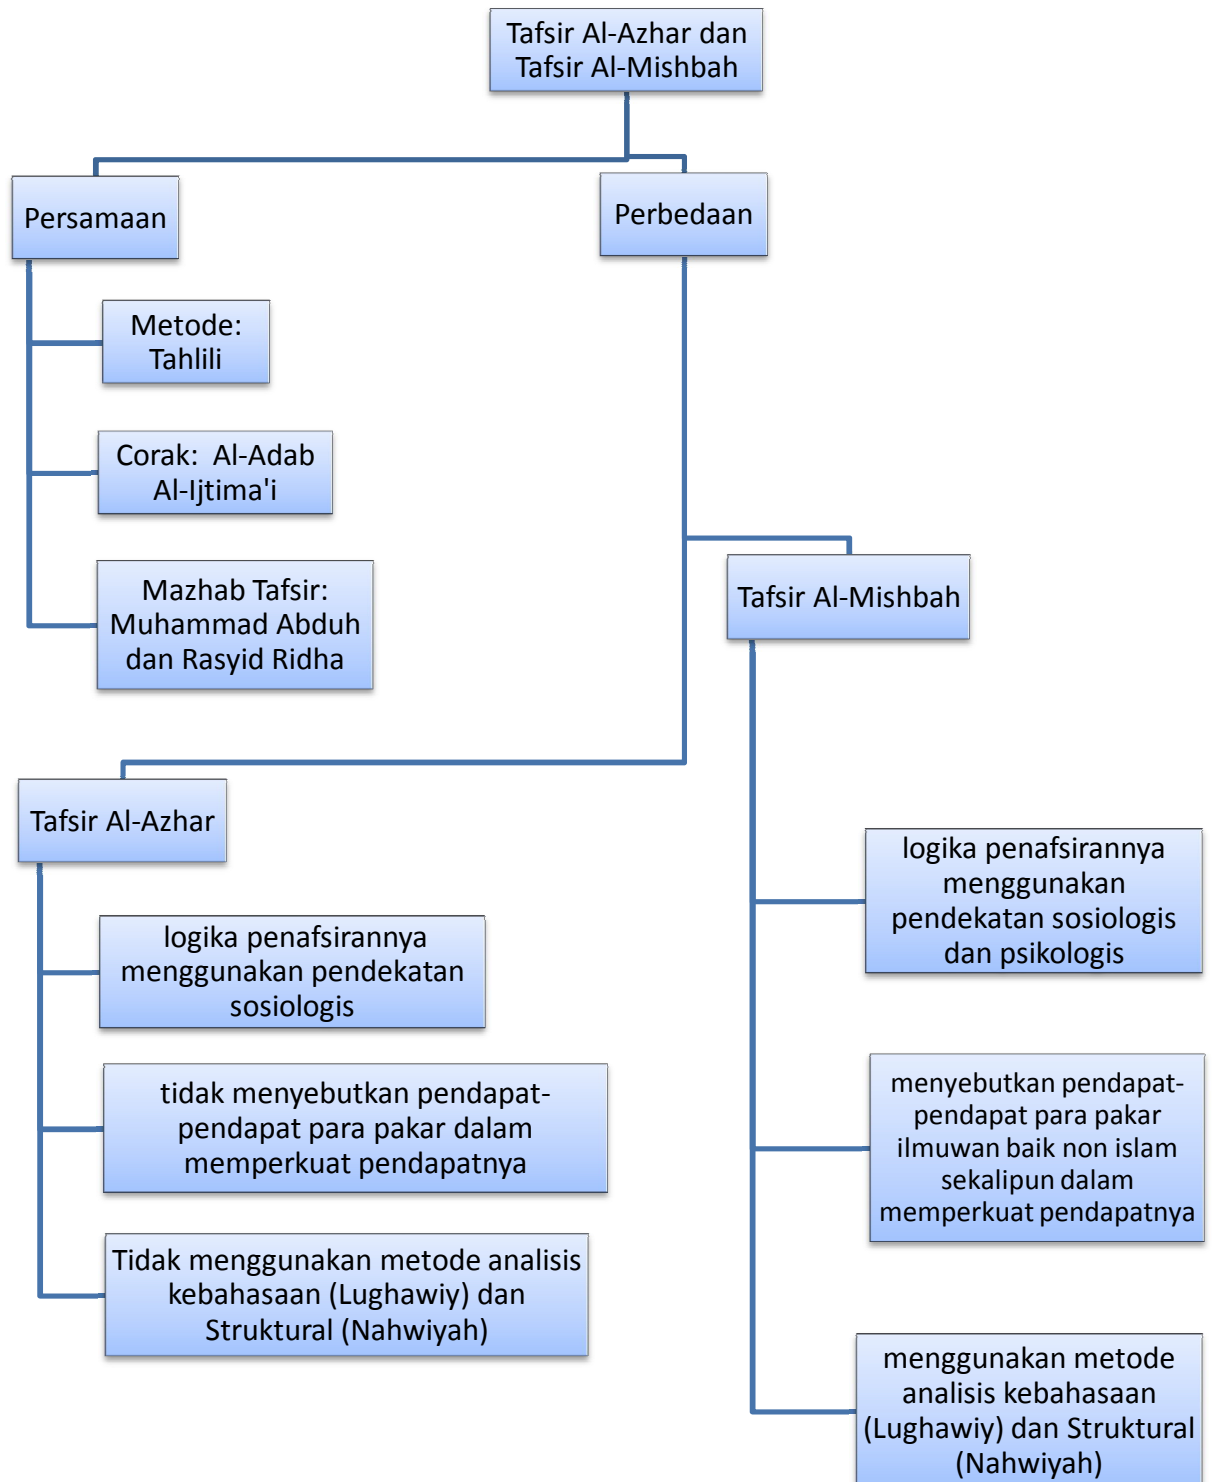 Tafsir Al-Azhar dan
Tafsir Al-Mishbah
Persamaan
Perbedaan
Metode:
Tahlili
Corak:  Al-Adab
Al-Ijtima'i
Mazhab Tafsir:
Muhammad Abduh
dan Rasyid Ridha
Tafsir Al-Mishbah
Tafsir Al-Azhar
logika penafsirannya
menggunakan pendekatan
sosiologis
tidak menyebutkan pendapat-
pendapat para pakar dalam
memperkuat pendapatnya
Tidak menggunakan metode analisis
kebahasaan (Lughawiy) dan
Struktural (Nahwiyah)
logika penafsirannya
menggunakan
pendekatan sosiologis
dan psikologis
menyebutkan pendapat-
pendapat para pakar
ilmuwan baik non islam
sekalipun dalam
memperkuat pendapatnya
menggunakan metode
analisis kebahasaan
(Lughawiy) dan Struktural
(Nahwiyah)